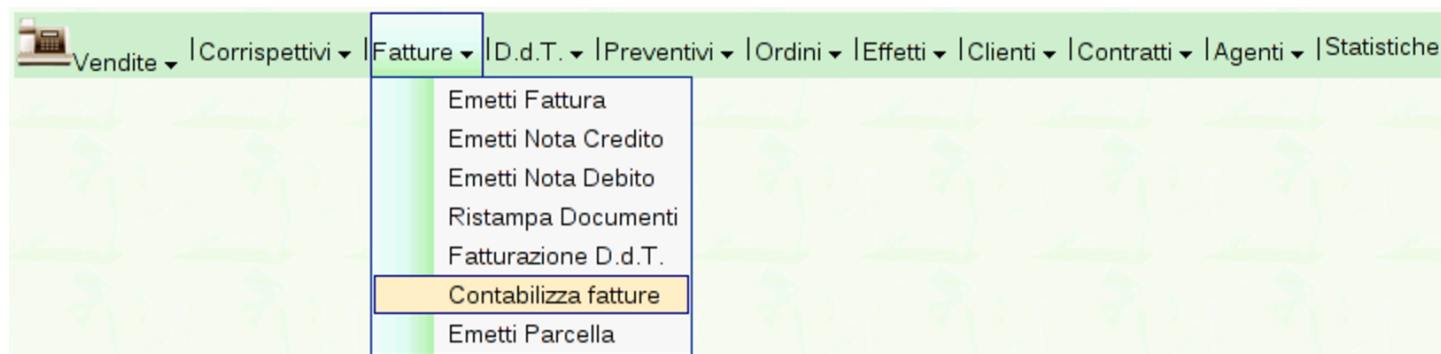 Vendite |Corrispettivi |Fatture |D.d.T. |Preventivi |Ordini |Effetti |Clienti |Contratti |Agenti |Statistiche
Emetti Fattura
Emetti Nota Credito
Emetti Nota Debito
Ristampa Documenti
Fatturazione D.d.T.
Contabilizza fatture
Emetti Parcella